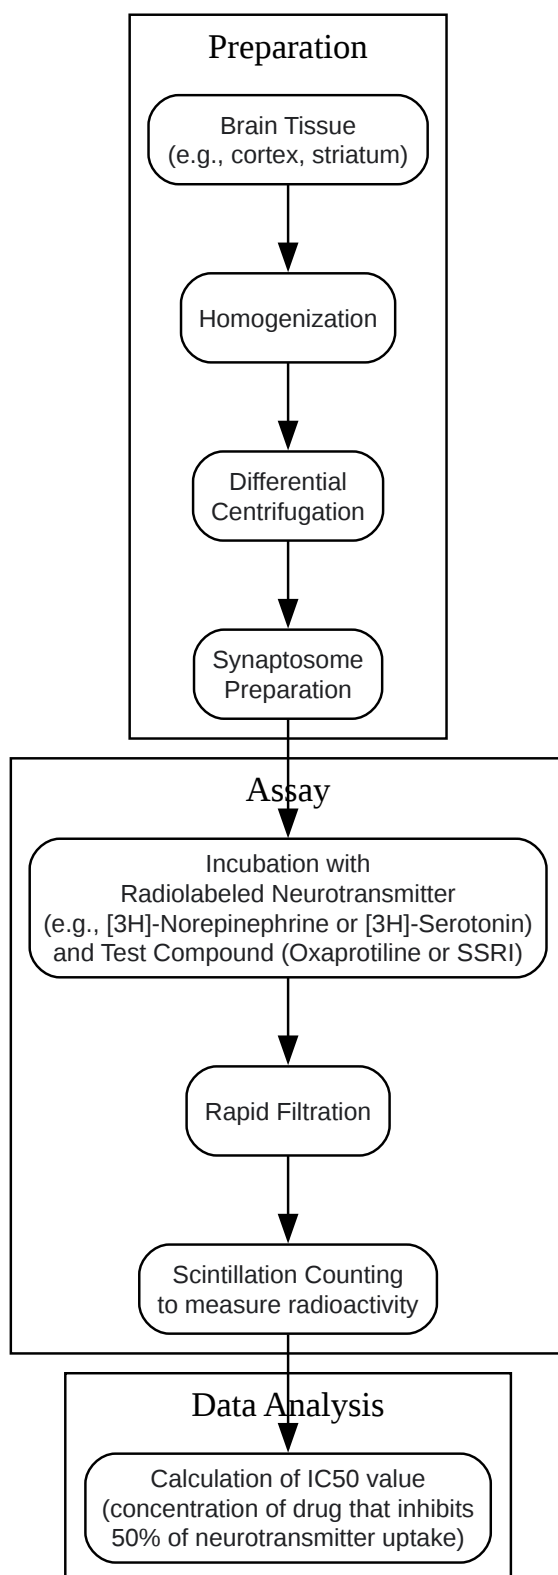 Preparation
Brain Tissue
(e.g., cortex, striatum)
Homogenization
Differential
Centrifugation
Synaptosome
Preparation
Assay
Incubation with
Radiolabeled Neurotransmitter
(e.g., [3H]-Norepinephrine or [3H]-Serotonin)
and Test Compound (Oxaprotiline or SSRI)
Rapid Filtration
Scintillation Counting
to measure radioactivity
Data Analysis
Calculation of IC50 value
(concentration of drug that inhibits
50% of neurotransmitter uptake)